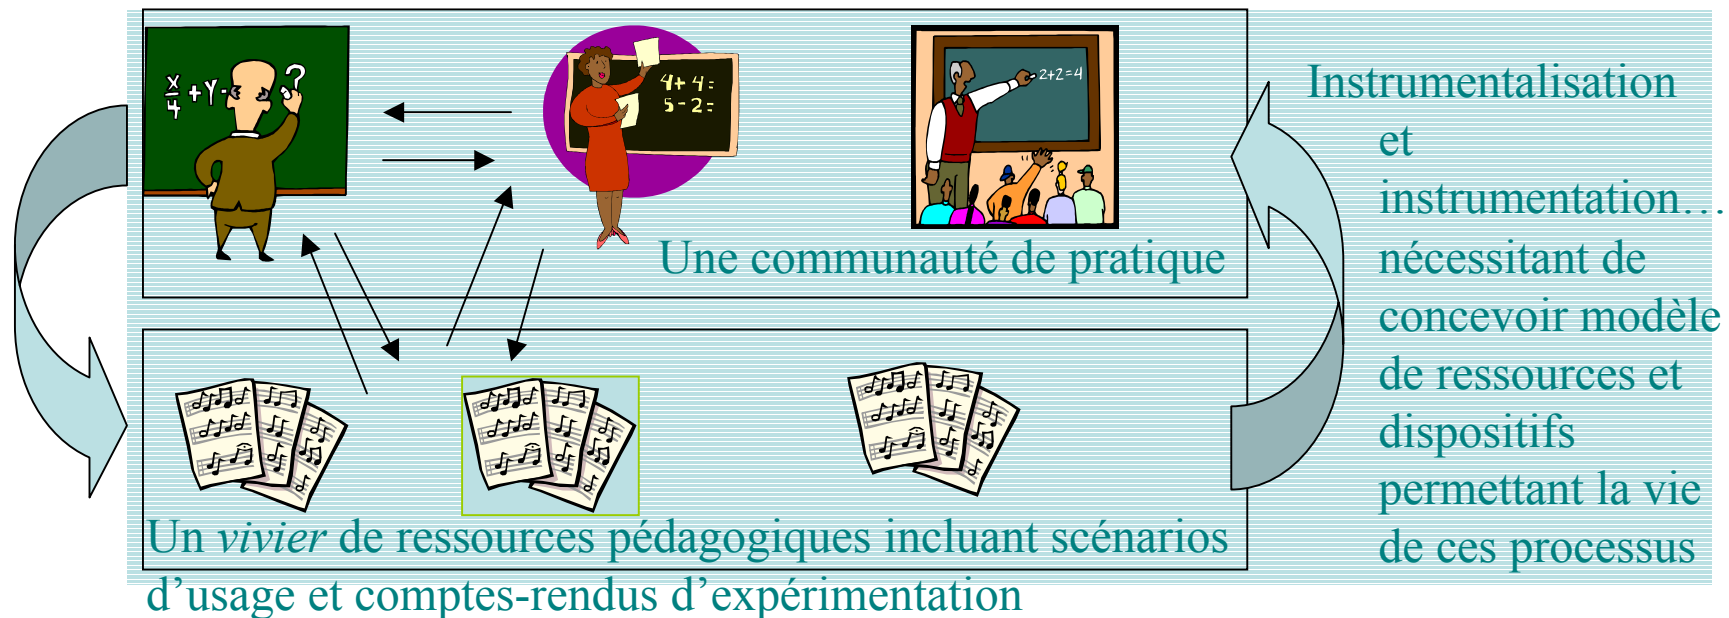 x/4 + Y - ?
4+ 4 =
5 - 2 =
2+2=4
Une communauté de pratique
Un vivier de ressources pédagogiques incluant scénarios
d’usage et comptes-rendus d’expérimentation
Instrumentalisation
et
instrumentation…
nécessitant de
concevoir modèle
de ressources et
dispositifs
permettant la vie
de ces processus